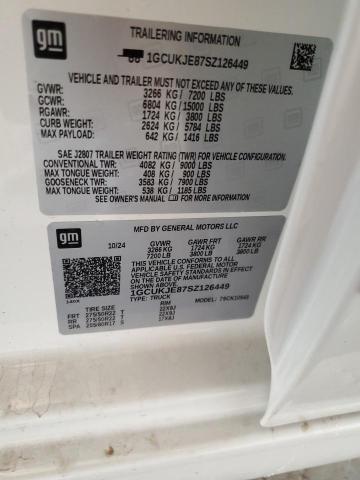 gm
TRAILERING INFORMATION
1GCUKJE87SZ126449
VEHICLE AND TRAILER MUST NOT EXCEED ANY OF THESE WEIGHTS
GVWR: 3266 KG / 7200 LBS
GCWR: 6804 KG / 15000 LBS
RGAWR: 1724 KG / 3800 LBS
CURB WEIGHT: 2624 KG / 5784 LBS
MAX PAYLOAD: 642 KG / 1416 LBS
SAE J2807 TRAILER WEIGHT RATING (TWR) FOR VEHICLE CONFIGURATION.
CONVENTIONAL TWR: 4082 KG / 9000 LBS
MAX TONGUE WEIGHT: 408 KG / 900 LBS
GOOSENECK TWR: 3583 KG / 7900 LBS
MAX TONGUE WEIGHT: 538 KG / 1185 LBS
SEE OWNER'S MANUAL FOR ADDITIONAL INFORMATION
gm
MFD BY GENERAL MOTORS LLC
10/24 GVWR GAWR FRT GAWR RR
3266 KG 1724 KG 1724 KG
7200 LB 3800 LB 3800 LB
THIS VEHICLE CONFORMS TO ALL APPLICABLE U.S. FEDERAL MOTOR
VEHICLE SAFETY STANDARDS IN EFFECT ON THE DATE OF
MANUFACTURE SHOWN ABOVE.
1GCUKJE87SZ126449
TYPE: TRUCK MODEL:
TIRE SIZE RIM
FRT 275/50R22 T 22X9J
RR 275/50R22 T 22X9J
SPA 255/80R17 S 17X8J